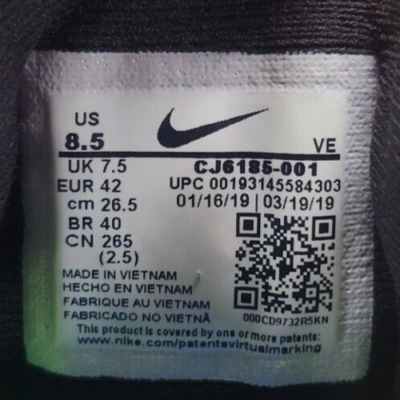 US
8.5
VE
UK 7.5
CJ6185-001
EUR 42
UPC 00193145584303
cm 26.5
01/16/19 | 03/19/19
BR 40
CN 265
(2.5)
MADE IN VIETNAM
HECHO EN VIETNAM
FABRIQUE AU VIETNAM
FABRICADO NO VIETNÃ
000CD9732R5KN
This product is covered by one or more patents:
www.nike.com/patentsvirtualmarking